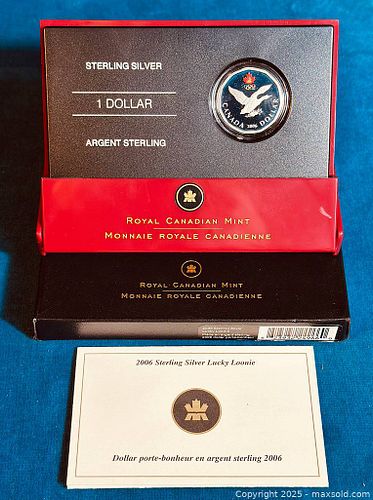 STERLING SILVER
1 DOLLAR
ARGENT STERLING
CANADA 2006 DOLLAR
ROYAL CANADIAN MINT
MONNAIE ROYALE CANADIENNE
ROYAL CANADIAN MINT
MONNAIE ROYALE CANADIENNE
2006 Sterling Silver Lucky Loonie
Dollar porte-bonheur en argent sterling 2006
Copyright © 2025 - maxsold.com